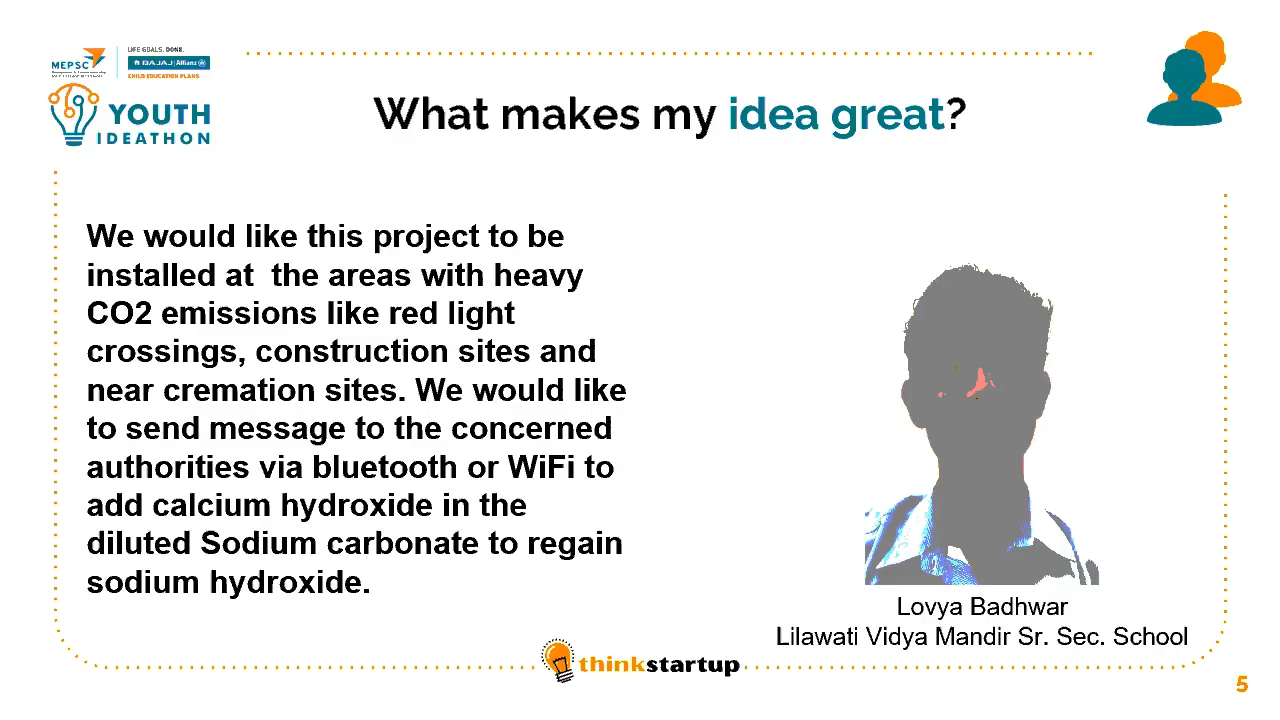 MEPSC
LIFE GOALS. DONE.
BAJAJ Allianz
CHILD EDUCATION PLANS
YOUTH
IDEATHON
What makes my idea great?
We would like this project to be
installed at  the areas with heavy
CO2 emissions like red light
crossings, construction sites and
near cremation sites. We would like
to send message to the concerned
authorities via bluetooth or WiFi to
add calcium hydroxide in the
diluted Sodium carbonate to regain
sodium hydroxide.
Lovya Badhwar
Lilawati Vidya Mandir Sr. Sec. School
thinkstartup
5